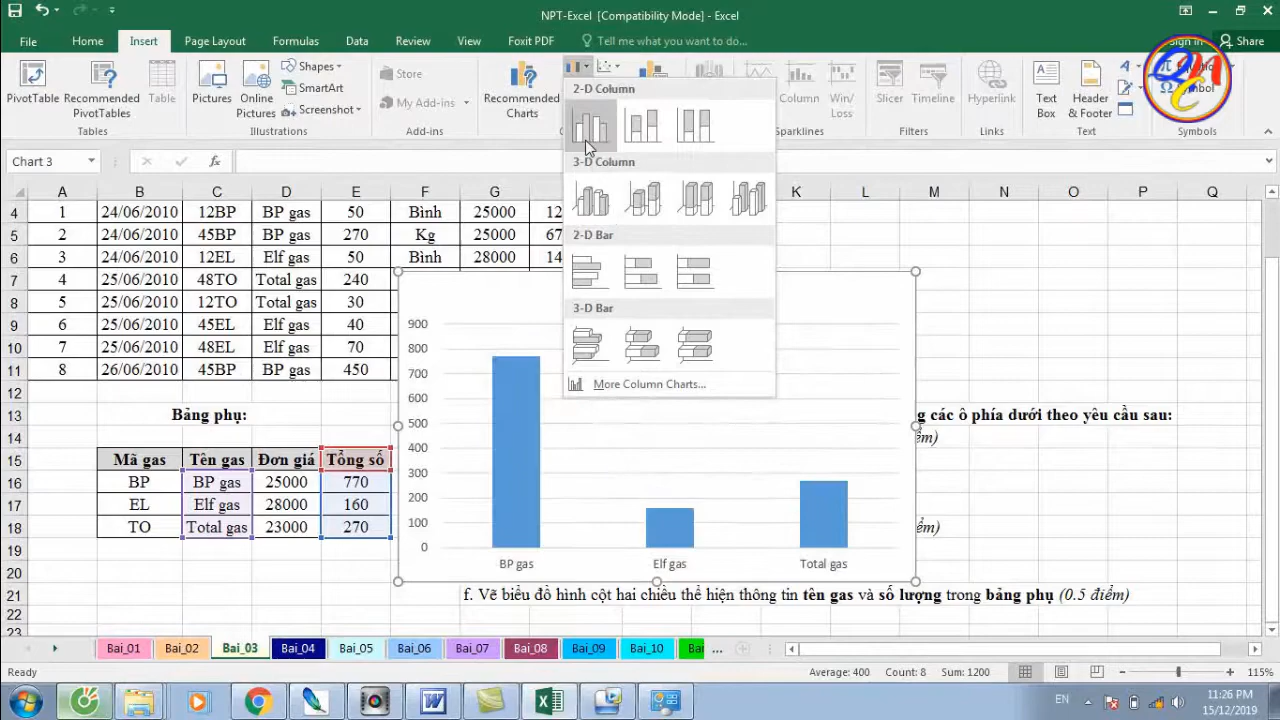 NPT-Excel [Compatibility Mode] - Excel
File Home Insert Page Layout Formulas Data Review View Foxit PDF Tell me what you want to do... Sign in Share
PivotTable Recommended PivotTables Table
Tables
Pictures Online Pictures Shapes SmartArt Screenshot
Illustrations
Store
My Add-ins
Add-ins
Recommended Charts
2-D Column
3-D Column
2-D Bar
3-D Bar
More Column Charts...
Column Win/Loss
Sparklines
Slicer Timeline
Filters
Hyperlink
Links
Text Box Header & Footer
Text
Symbol
Symbols
Chart 3 fx
A B C D E F G K L M N O P Q
4 1 24/06/2010 12BP BP gas 50 Bình 25000 12
5 2 24/06/2010 45BP BP gas 270 Kg 25000 67
6 3 24/06/2010 12EL Elf gas 50 Bình 28000 14
7 4 25/06/2010 48TO Total gas 240
8 5 25/06/2010 12TO Total gas 30
9 6 25/06/2010 45EL Elf gas 40
10 7 25/06/2010 48EL Elf gas 70
11 8 26/06/2010 45BP BP gas 450
12
13 Bảng phụ: g các ô phía dưới theo yêu cầu sau:
14 m)
15 Mã gas Tên gas Đơn giá Tổng số
16 BP BP gas 25000 770
17 EL Elf gas 28000 160
18 TO Total gas 23000 270 điểm)
19
20
21 f. Vẽ biểu đồ hình cột hai chiều thể hiện thông tin tên gas và số lượng trong bảng phụ (0.5 điểm)
22
23
900
800
700
600
500
400
300
200
100
0
BP gas Elf gas Total gas
Bai_01 Bai_02 Bai_03 Bai_04 Bai_05 Bai_06 Bai_07 Bai_08 Bai_09 Bai_10 Ba ...
Ready Average: 400 Count: 8 Sum: 1200 115%
EN 11:26 PM
15/12/2019